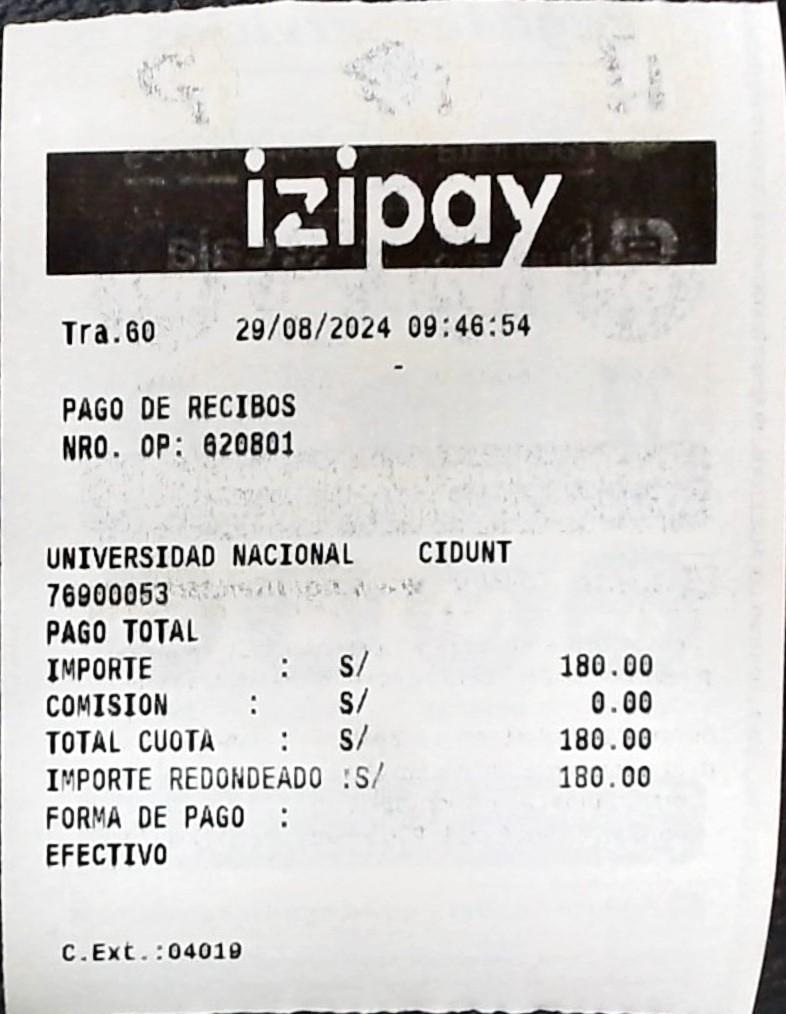 izipay
Tra.60 29/08/2024 09:46:54
-
PAGO DE RECIBOS
NRO. OP: 620801
UNIVERSIDAD NACIONAL CIDUNT
76900053
PAGO TOTAL
IMPORTE : S/ 180.00
COMISION : S/ 0.00
TOTAL CUOTA : S/ 180.00
IMPORTE REDONDEADO :S/ 180.00
FORMA DE PAGO :
EFECTIVO
C.Ext.:04019